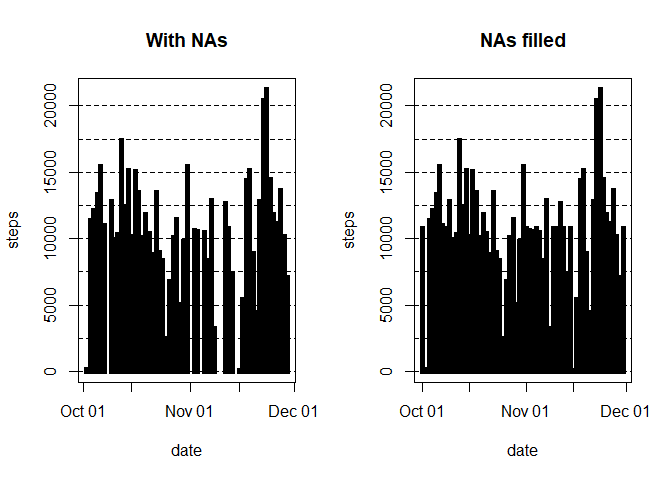 With NAs
steps
20000
15000
10000
5000
0
Oct 01 Nov 01 Dec 01
date
NAs filled
steps
20000
15000
10000
5000
0
Oct 01 Nov 01 Dec 01
date